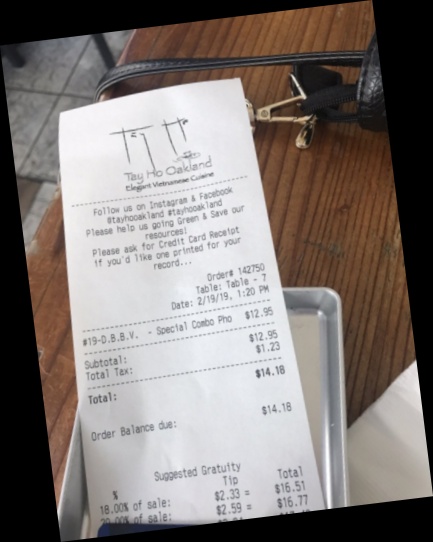 Tay Ho
Tay Ho Oakland
Elegant Vietnamese Cuisine
Follow us on Instagram & Facebook
@tayhooakland #tayhooakland
Please help us going Green & Save our
resources!
Please ask for Credit Card Receipt
if you'd like one printed for your
record...
Order# 142750
Table: Table - 7
Date: 2/19/19, 1:20 PM
#19-D.B.B.V. - Special Combo Pho $12.95
Subtotal: $12.95
Total Tax: $1.23
Total: $14.18
Order Balance due: $14.18
Suggested Gratuity
% Tip Total
18.00% of sale: $2.33 = $16.51
20.00% of sale: $2.59 = $16.77